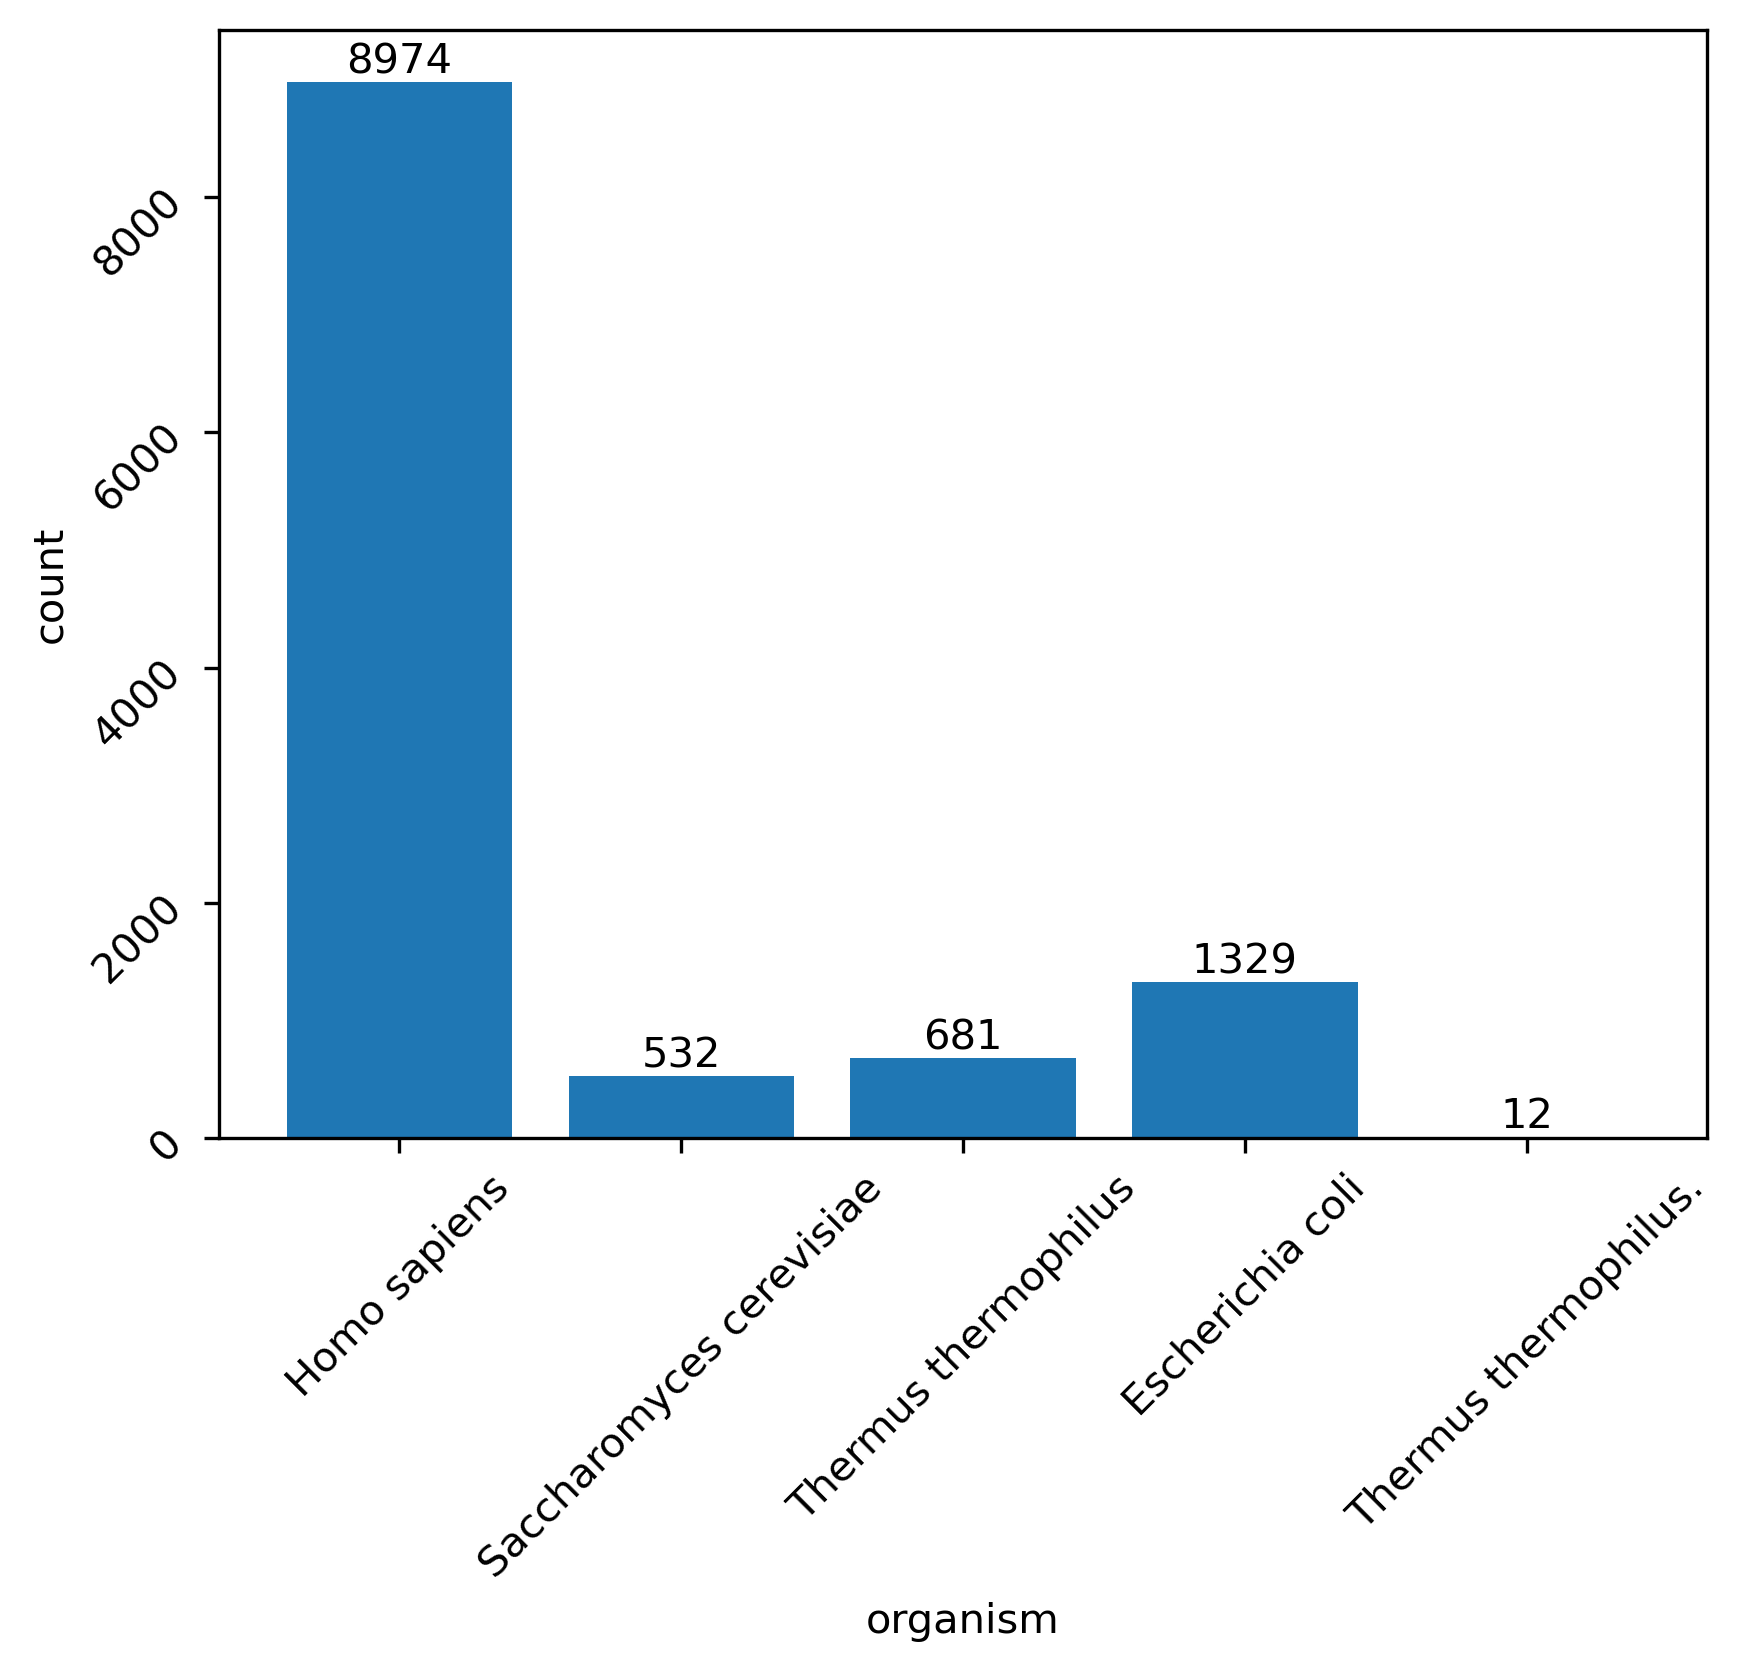 8974
8000
6000
4000
2000
0
count
532
681
1329
12
Homo sapiens
Saccharomyces cerevisiae
Thermus thermophilus
Escherichia coli
Thermus thermophilus.
organism